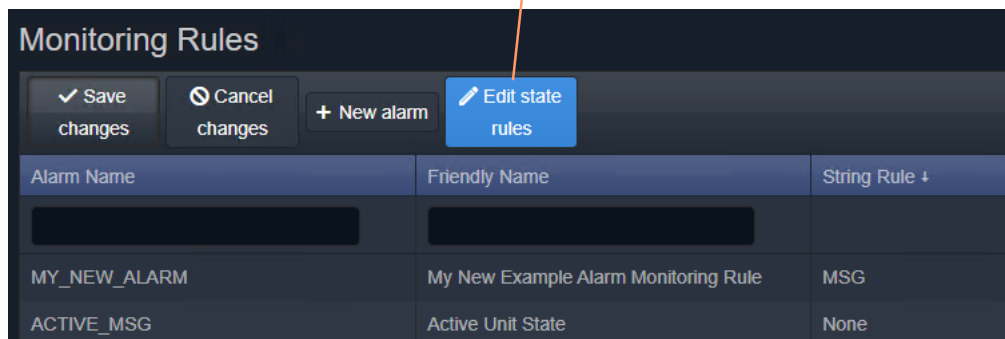 Monitoring Rules
Save changes
Cancel changes
+ New alarm
Edit state rules
Alarm Name Friendly Name String Rule ↓
MY_NEW_ALARM My New Example Alarm Monitoring Rule MSG
ACTIVE_MSG Active Unit State None